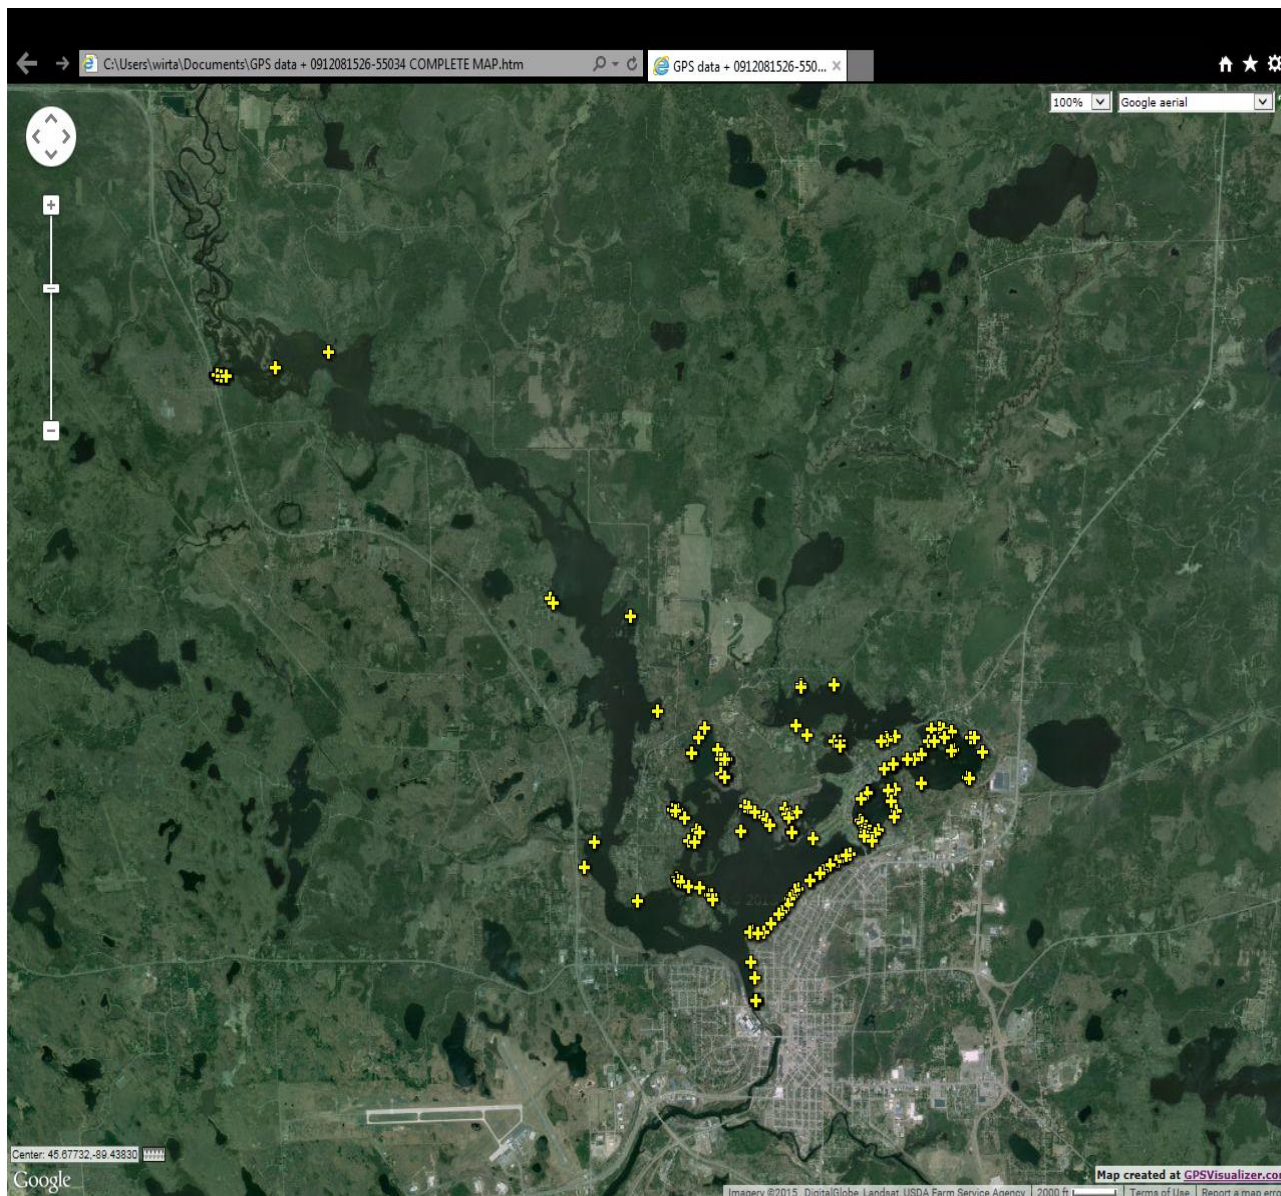 C:\Users\wirta\Documents\GPS data + 0912081526-55034 COMPLETE MAP.htm
GPS data + 0912081526-550...
100%
Google aerial
Center: 45.67732,-89.43830
Google
Map created at GPSVisualizer.com
Imagery ©2015, DigitalGlobe, Landsat, USDA Farm Service Agency
2000 ft
Terms of Use
Report a map